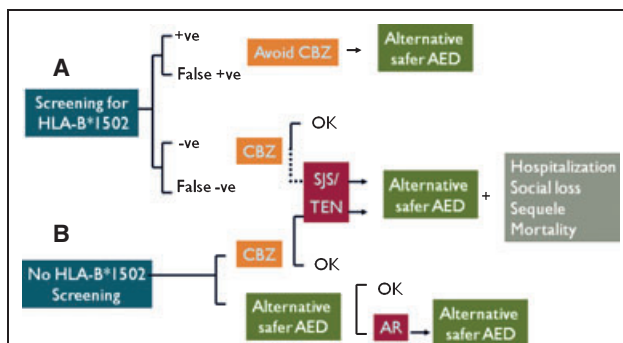 A
+ve
False +ve
Avoid CBZ
Alternative
safer AED
Screening for
HLA-B*1502
-ve
False -ve
CBZ
OK
SJS/
TEN
Alternative
safer AED
+
Hospitalization
Social loss
Sequele
Mortality
B
No HLA-B*1502
Screening
CBZ
OK
Alternative
safer AED
OK
AR
Alternative
safer AED